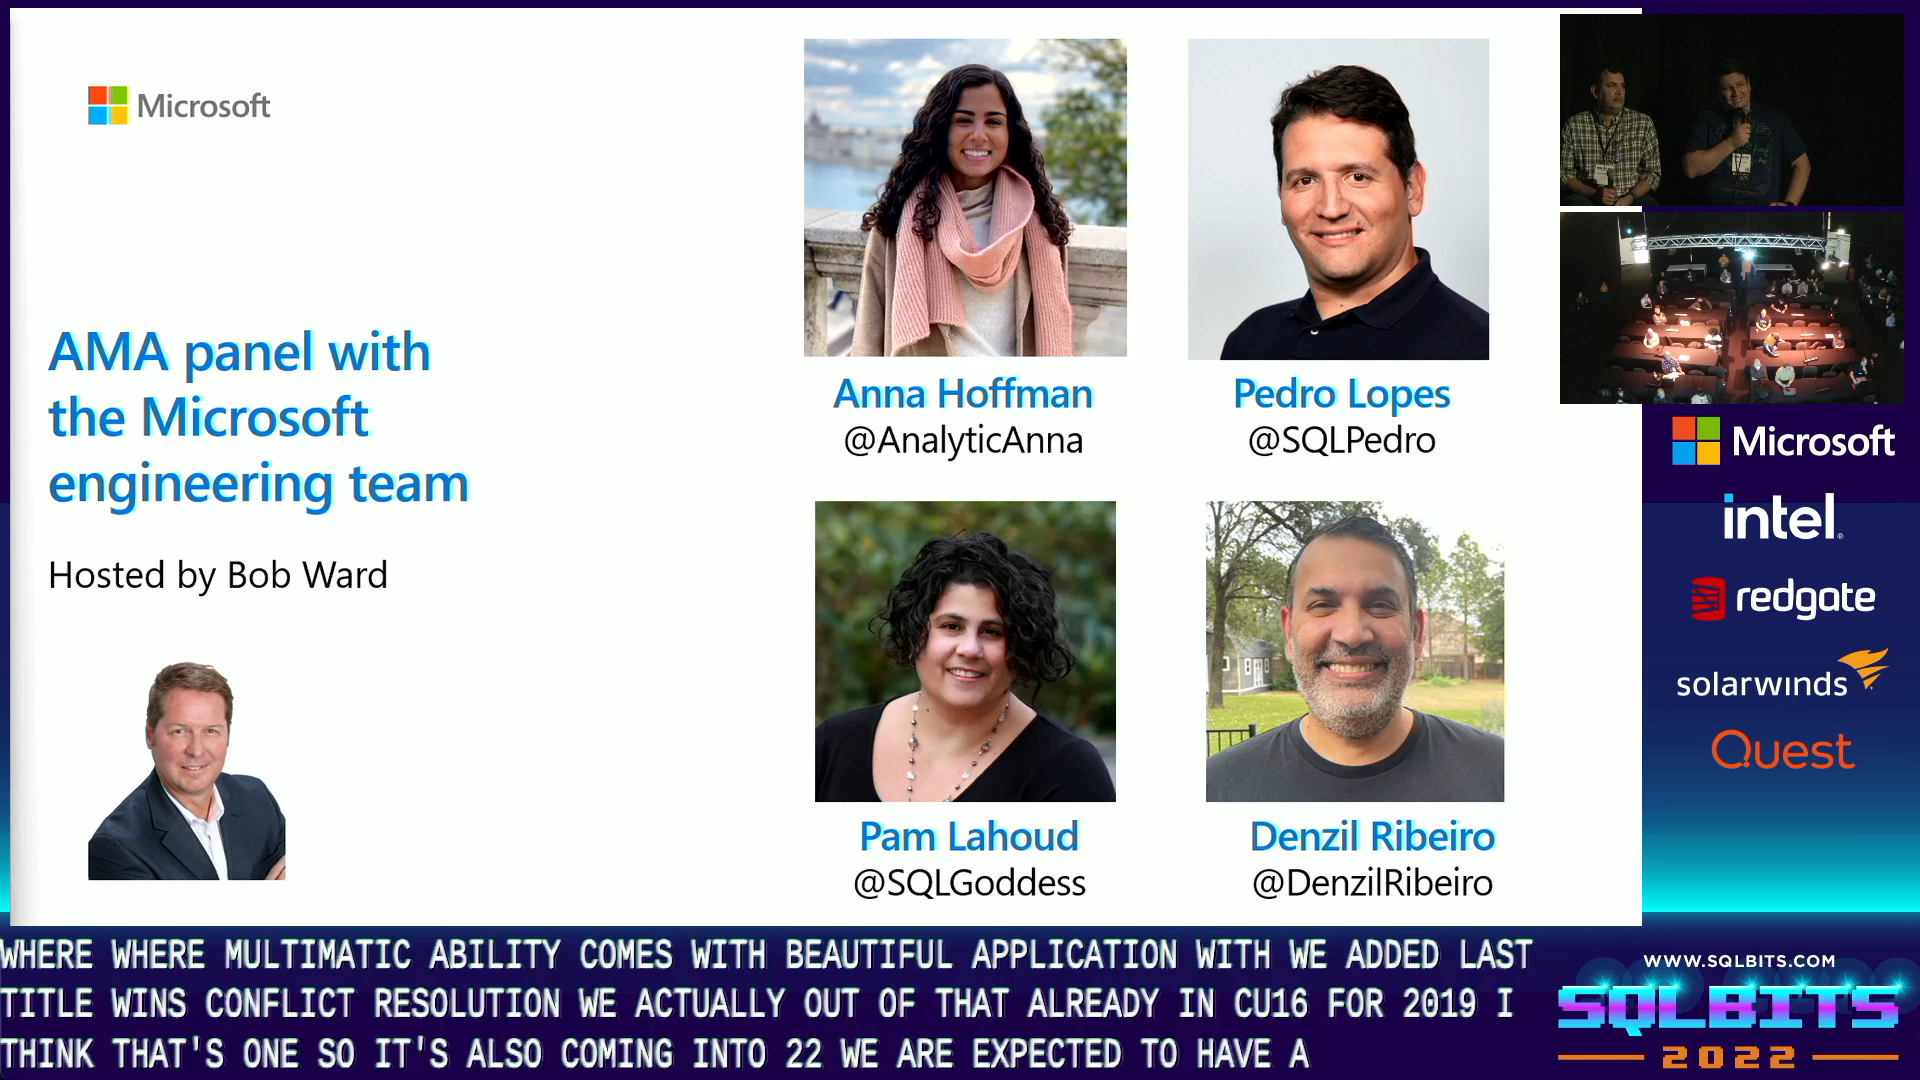 Microsoft
AMA panel with
the Microsoft
engineering team
Hosted by Bob Ward
Anna Hoffman
@AnalyticAnna
Pedro Lopes
@SQLPedro
Pam Lahoud
@SQLGoddess
Denzil Ribeiro
@DenzilRibeiro
Microsoft
intel.
redgate
solarwinds
Quest
WHERE WHERE MULTIMATIC ABILITY COMES WITH BEAUTIFUL APPLICATION WITH WE ADDED LAST
TITLE WINS CONFLICT RESOLUTION WE ACTUALLY OUT OF THAT ALREADY IN CU16 FOR 2019 I
THINK THAT'S ONE SO IT'S ALSO COMING INTO 22 WE ARE EXPECTED TO HAVE A
WWW.SQLBITS.COM
SQLBITS
2022